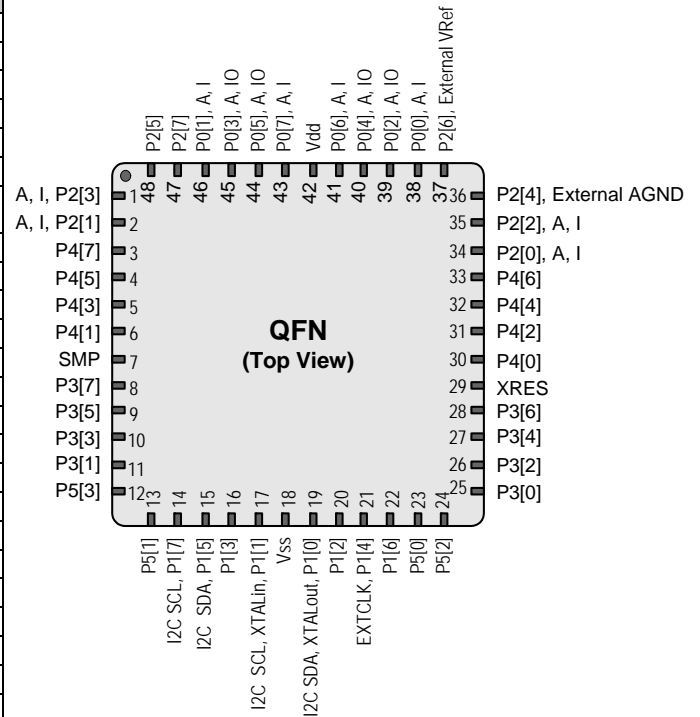 P2[5]
P2[7]
P0[1], A, I
P0[3], A, IO
P0[5], A, IO
P0[7], A, I
Vdd
P0[6], A, I
P0[4], A, IO
P0[2], A, IO
P0[0], A, I
P2[6], External VRef
48
47
46
45
44
43
42
41
40
39
38
37
A, I, P2[3] 1
A, I, P2[1] 2
P4[7] 3
P4[5] 4
P4[3] 5
P4[1] 6
SMP 7
P3[7] 8
P3[5] 9
P3[3] 10
P3[1] 11
P5[3] 12
QFN
(Top View)
36 P2[4], External AGND
35 P2[2], A, I
34 P2[0], A, I
33 P4[6]
32 P4[4]
31 P4[2]
30 P4[0]
29 XRES
28 P3[6]
27 P3[4]
26 P3[2]
25 P3[0]
13
14
15
16
17
18
19
20
21
22
23
24
P5[1]
I2C SCL, P1[7]
I2C SDA, P1[5]
P1[3]
I2C SCL, XTALin, P1[1]
Vss
I2C SDA, XTALout, P1[0]
P1[2]
EXTCLK, P1[4]
P1[6]
P5[0]
P5[2]